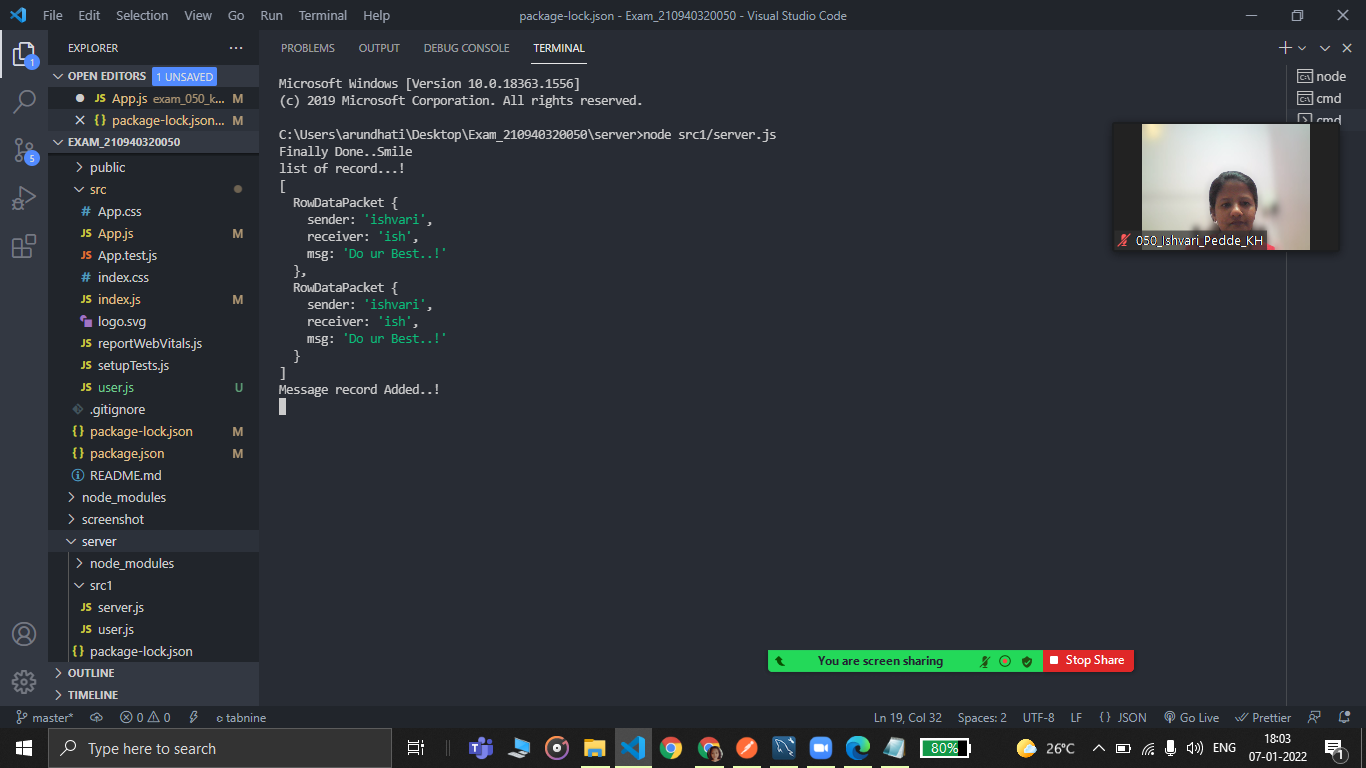 File Edit Selection View Go Run Terminal Help package-lock.json - Exam_210940320050 - Visual Studio Code
EXPLORER
PROBLEMS OUTPUT DEBUG CONSOLE TERMINAL
OPEN EDITORS 1 UNSAVED
JS App.js exam_050_k... M
{} package-lock.json... M
EXAM_210940320050
public
src
# App.css
JS App.js M
JS App.test.js
# index.css
JS index.js M
logo.svg
JS reportWebVitals.js
JS setupTests.js
JS user.js U
.gitignore
{} package-lock.json M
{} package.json M
README.md
node_modules
screenshot
server
node_modules
src1
JS server.js
JS user.js
{} package-lock.json
OUTLINE
TIMELINE
1
5
Microsoft Windows [Version 10.0.18363.1556]
(c) 2019 Microsoft Corporation. All rights reserved.
C:\Users\arundhati\Desktop\Exam_210940320050\server>node src1/server.js
Finally Done..Smile
list of record...!
[
RowDataPacket {
sender: 'ishvari',
receiver: 'ish',
msg: 'Do ur Best..!'
},
RowDataPacket {
sender: 'ishvari',
receiver: 'ish',
msg: 'Do ur Best..!'
}
]
Message record Added..!
node
cmd
cmd
050_Ishvari_Pedde_KH
You are screen sharing Stop Share
master* 0 0 tabnine Ln 19, Col 32 Spaces: 2 UTF-8 LF {} JSON Go Live Prettier
Type here to search 80% 26°C ENG 18:03
07-01-2022
1